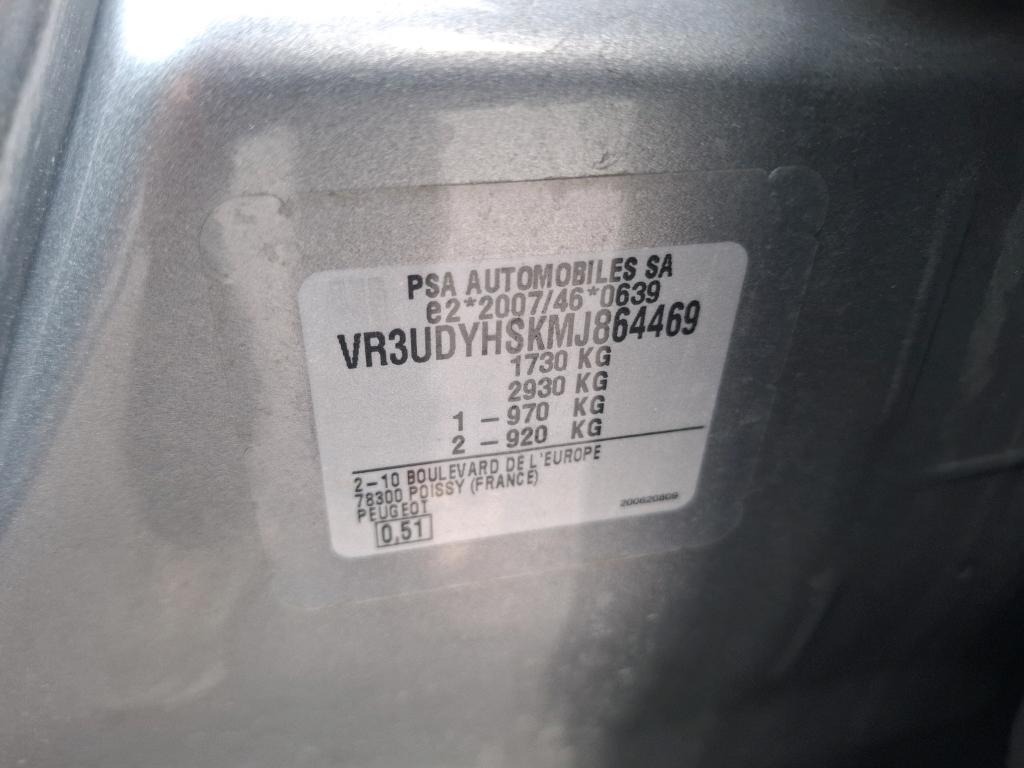 PSA AUTOMOBILES SA
e2*2007/46*0639
VR3UDYHSKMJ864469
1730 KG
2930 KG
1 - 970 KG
2 - 920 KG
2-10 BOULEVARD DE L'EUROPE
78300 POISSY (FRANCE)
PEUGEOT
200620809
0,51